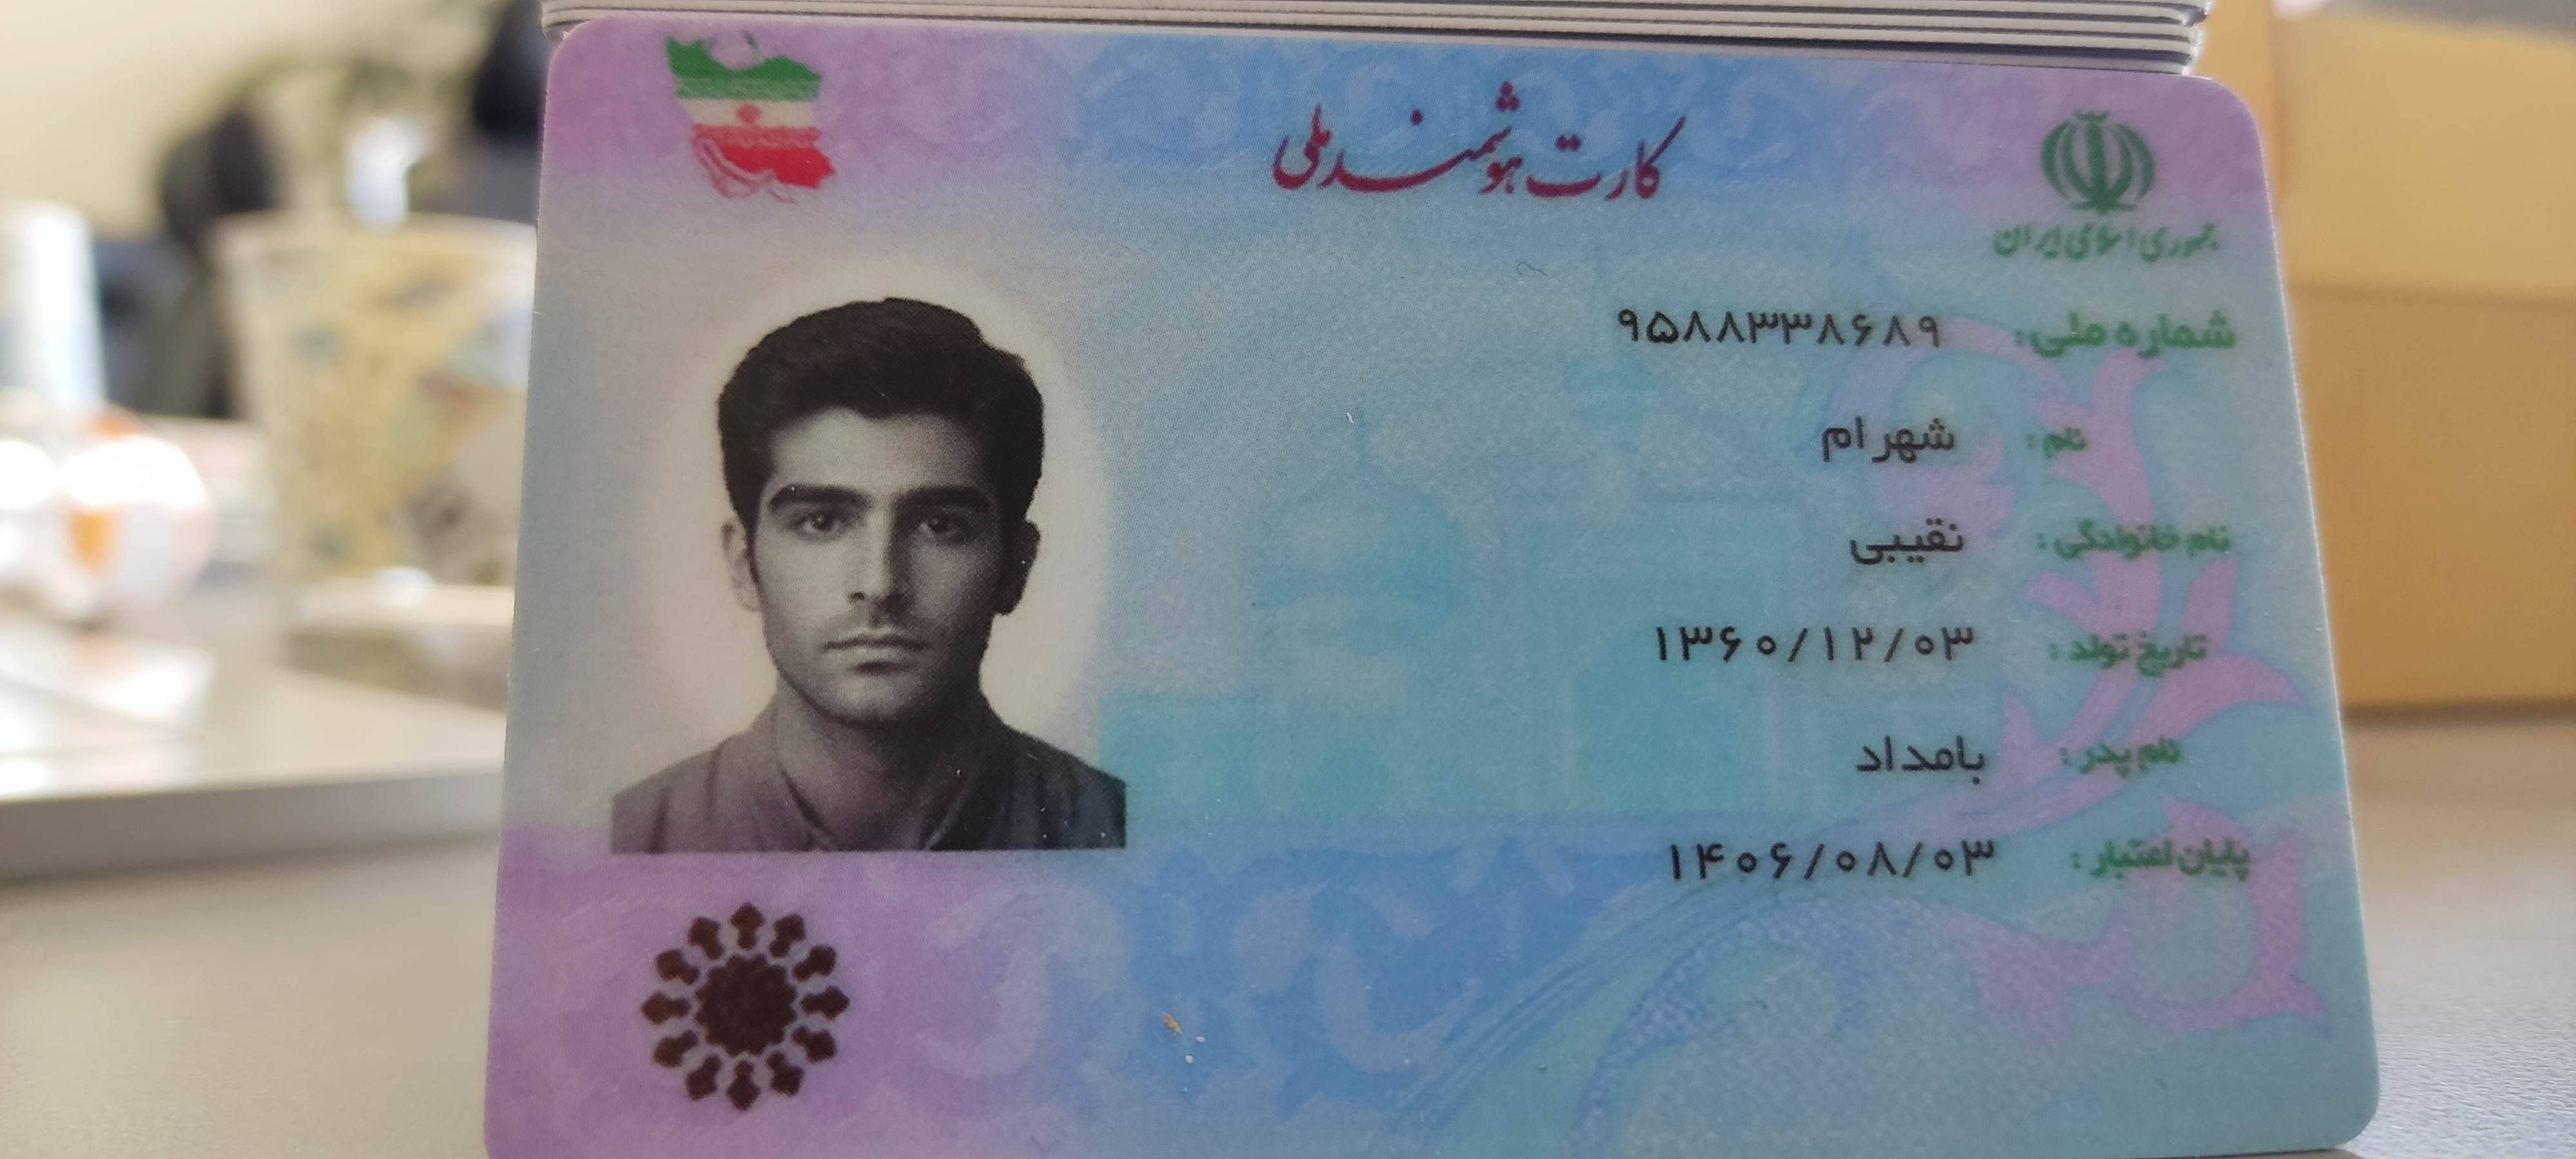 کارت هوشمند ملی
جمهوری اسلامی ایران
شماره ملی: ۹۵۸۸۳۳۸۶۸۹
نام: شهرام
نام خانوادگی: نقیبی
تاریخ تولد: ۱۳۶۰/۱۲/۰۳
نام پدر: بامداد
پایان اعتبار: ۱۴۰۶/۰۸/۰۳